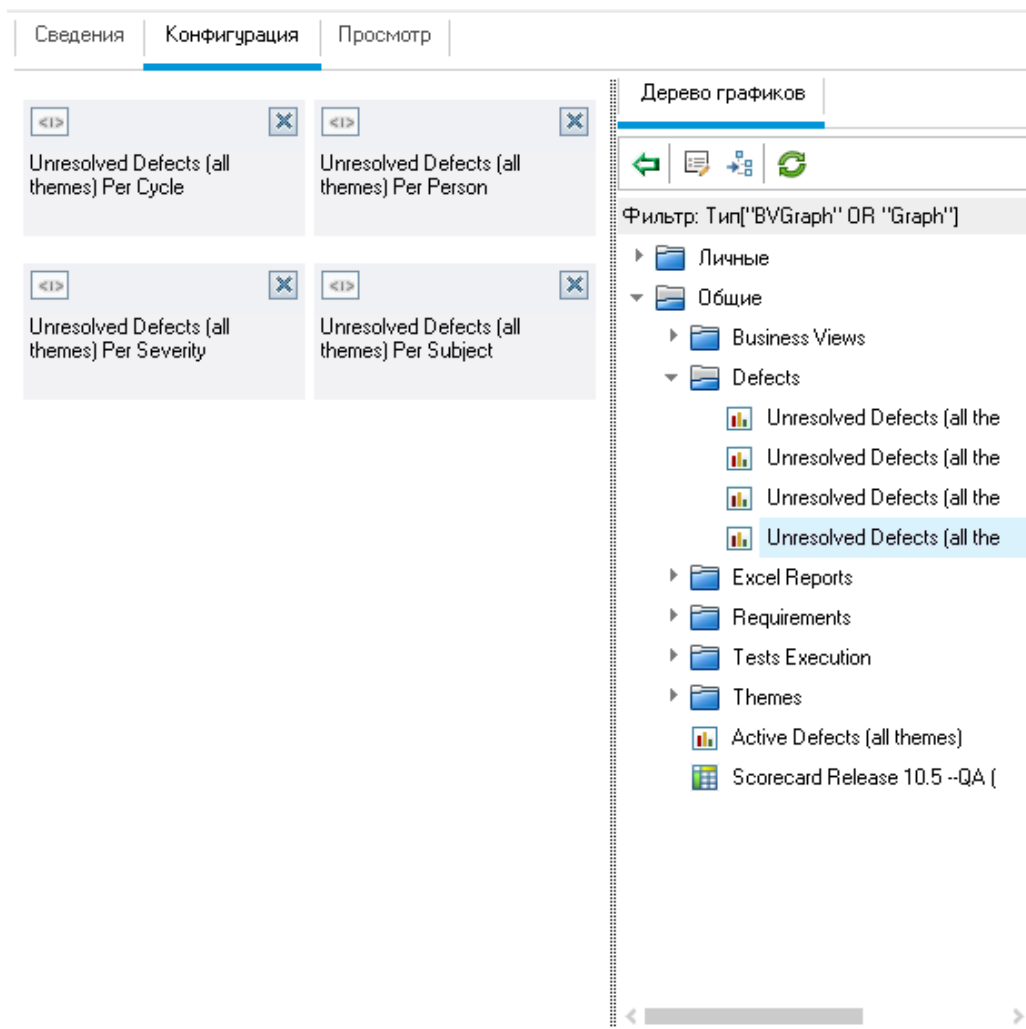 Сведения
Конфигурация
Просмотр
Unresolved Defects (all
themes) Per Cycle
Unresolved Defects (all
themes) Per Person
Unresolved Defects (all
themes) Per Severity
Unresolved Defects (all
themes) Per Subject
Дерево графиков
Фильтр: Тип["BVGraph" OR "Graph"]
Личные
Общие
Business Views
Defects
Unresolved Defects (all the
Unresolved Defects (all the
Unresolved Defects (all the
Unresolved Defects (all the
Excel Reports
Requirements
Tests Execution
Themes
Active Defects (all themes)
Scorecard Release 10.5 --QA (